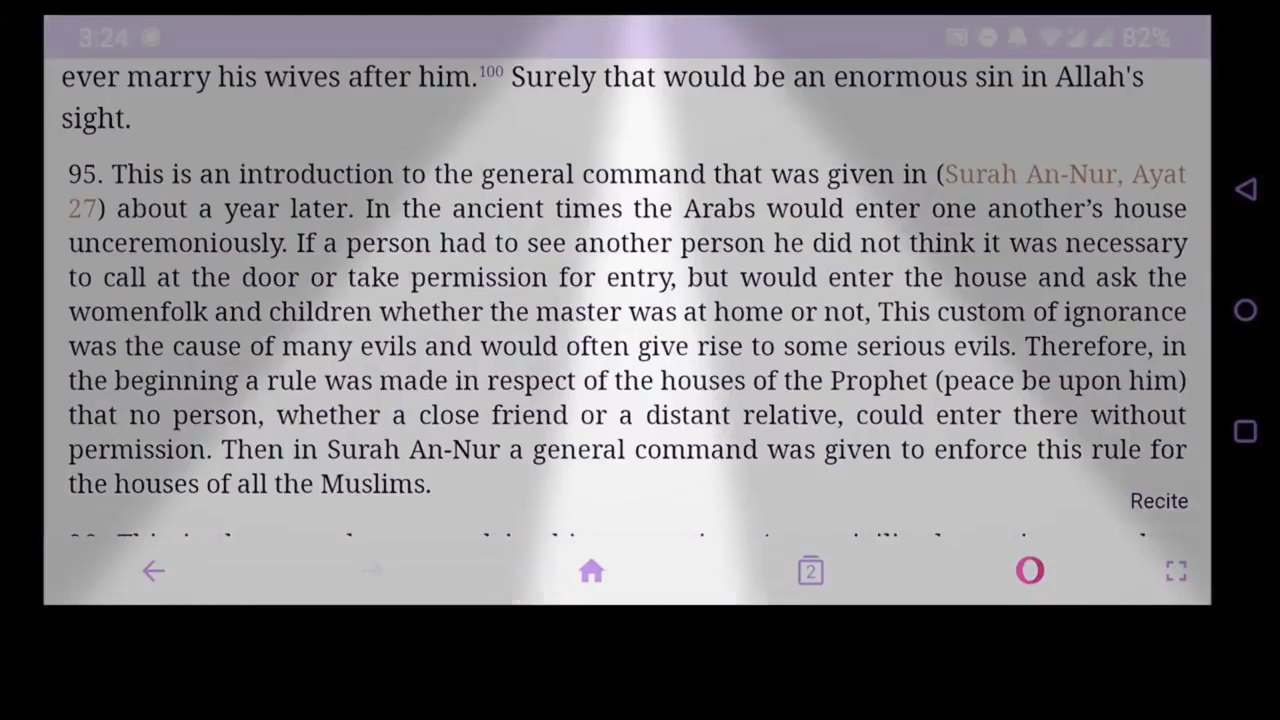 3:24 82%
ever marry his wives after him.100 Surely that would be an enormous sin in Allah's
sight.
95. This is an introduction to the general command that was given in (Surah An-Nur, Ayat
27) about a year later. In the ancient times the Arabs would enter one another’s house
unceremoniously. If a person had to see another person he did not think it was necessary
to call at the door or take permission for entry, but would enter the house and ask the
womenfolk and children whether the master was at home or not, This custom of ignorance
was the cause of many evils and would often give rise to some serious evils. Therefore, in
the beginning a rule was made in respect of the houses of the Prophet (peace be upon him)
that no person, whether a close friend or a distant relative, could enter there without
permission. Then in Surah An-Nur a general command was given to enforce this rule for
the houses of all the Muslims.
Recite
2